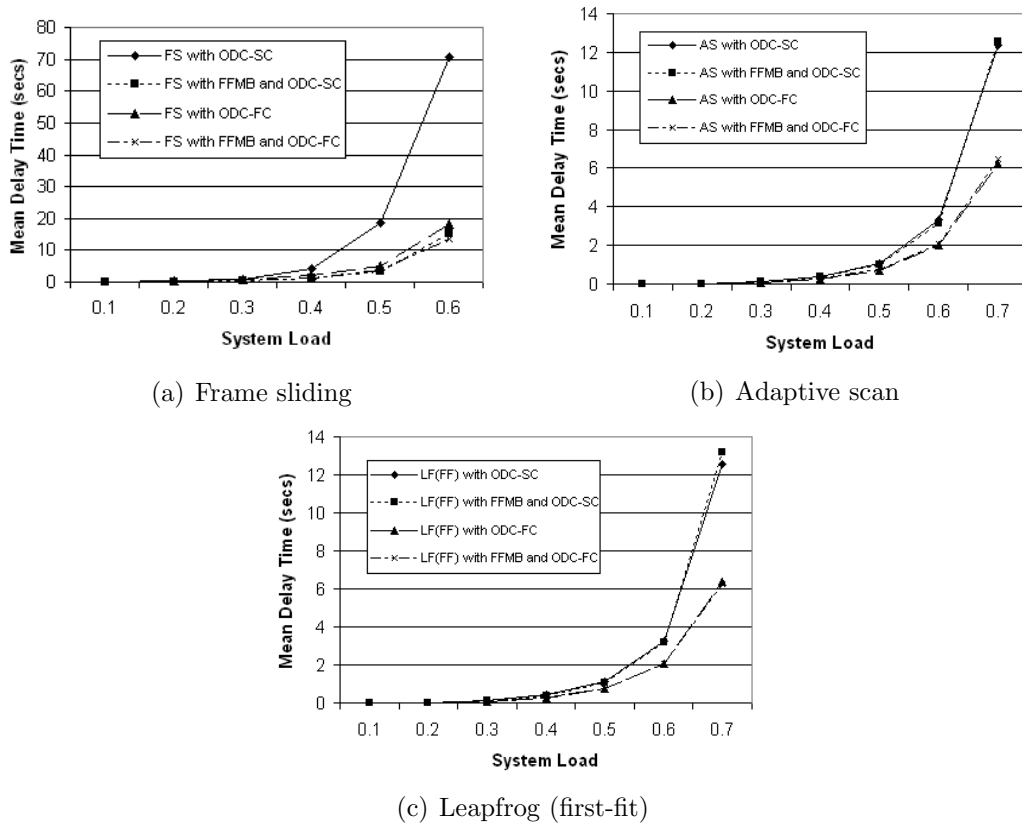 80
70
60
50
40
30
20
10
0
Mean Delay Time (secs)
FS with ODC-SC
FS with FFMB and ODC-SC
FS with ODC-FC
FS with FFMB and ODC-FC
0.1 0.2 0.3 0.4 0.5 0.6
System Load
(a) Frame sliding
14
12
10
8
6
4
2
0
Mean Delay Time (secs)
AS with ODC-SC
AS with FFMB and ODC-SC
AS with ODC-FC
AS with FFMB and ODC-FC
0.1 0.2 0.3 0.4 0.5 0.6 0.7
System Load
(b) Adaptive scan
14
12
10
8
6
4
2
0
Mean Delay Time (secs)
LF(FF) with ODC-SC
LF(FF) with FFMB and ODC-SC
LF(FF) with ODC-FC
LF(FF) with FFMB and ODC-FC
0.1 0.2 0.3 0.4 0.5 0.6 0.7
System Load
(c) Leapfrog (first-fit)